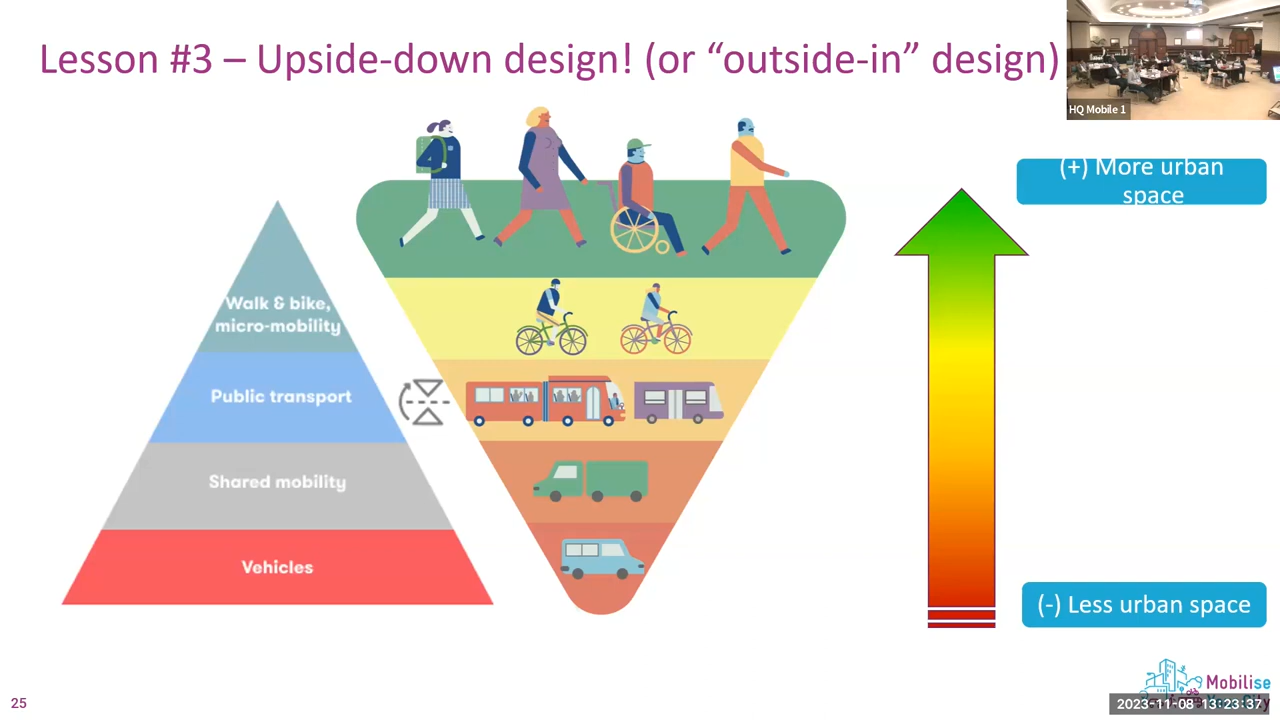 Lesson #3 – Upside-down design! (or “outside-in” design)
HQ Mobile 1
(+) More urban
space
Walk & bike,
micro-mobility
Public transport
Shared mobility
Vehicles
(-) Less urban space
25
Mobilise
2023-11-08 13:23:37